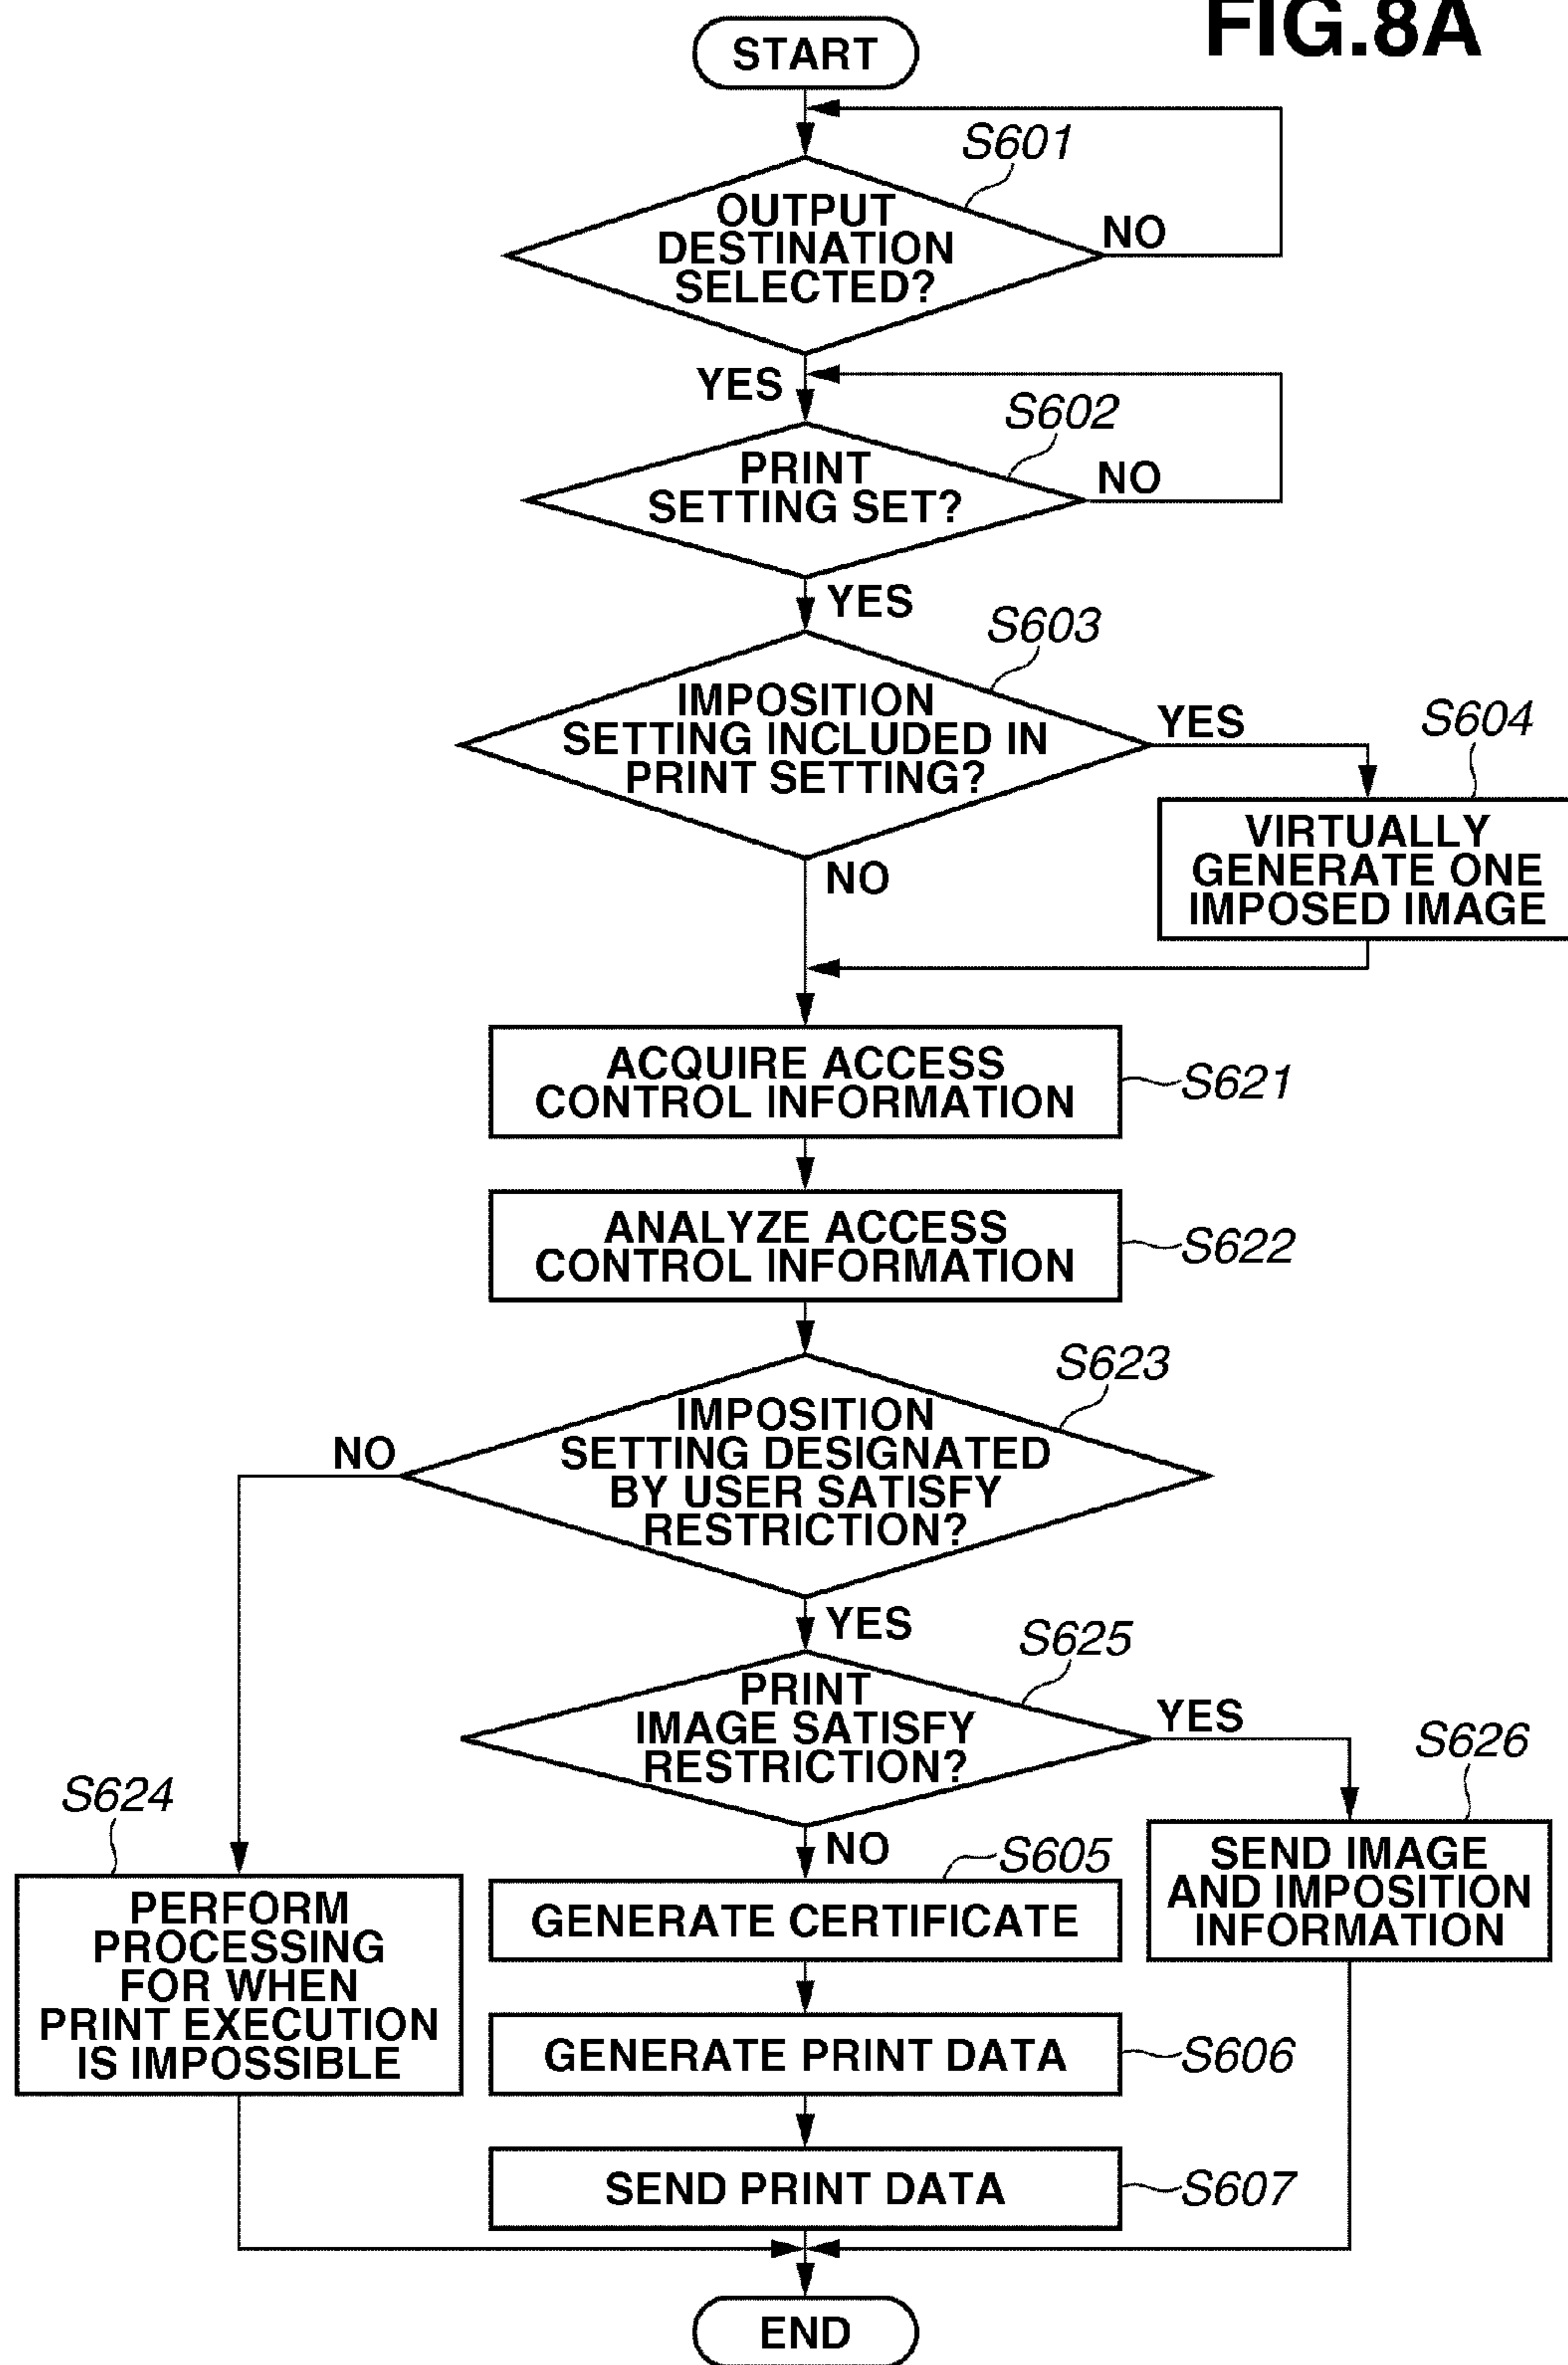 FIG.8A
START
S601
OUTPUT
DESTINATION
SELECTED?
NO
YES
S602
PRINT
SETTING SET?
NO
YES
S603
IMPOSITION
SETTING INCLUDED IN
PRINT SETTING?
YES
S604
VIRTUALLY
GENERATE ONE
IMPOSED IMAGE
NO
ACQUIRE ACCESS
CONTROL INFORMATION
S621
ANALYZE ACCESS
CONTROL INFORMATION
S622
S623
IMPOSITION
SETTING DESIGNATED
BY USER SATISFY
RESTRICTION?
NO
YES
S625
PRINT
IMAGE SATISFY
RESTRICTION?
YES
S626
SEND IMAGE
AND IMPOSITION
INFORMATION
S624
PERFORM
PROCESSING
FOR WHEN
PRINT EXECUTION
IS IMPOSSIBLE
NO
S605
GENERATE CERTIFICATE
GENERATE PRINT DATA
S606
SEND PRINT DATA
S607
END